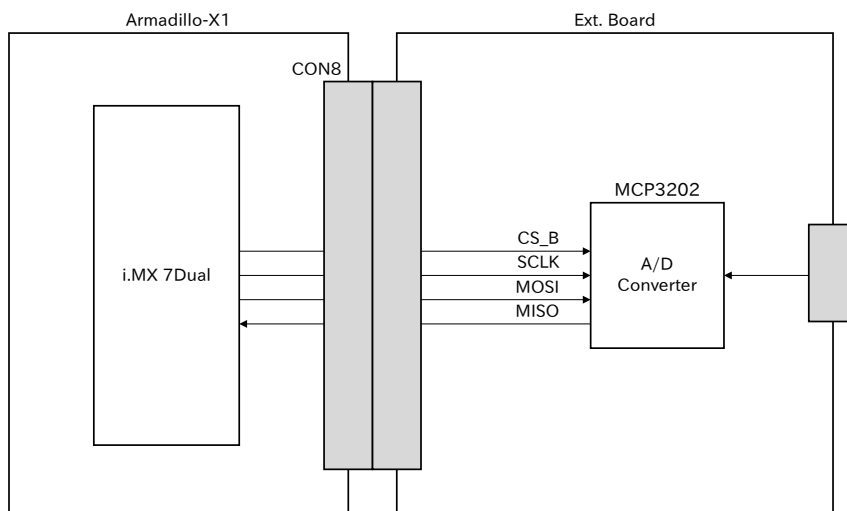 Armadillo-X1
Ext. Board
CON8
MCP3202
CS_B
SCLK
MOSI
MISO
i.MX 7Dual
A/D
Converter